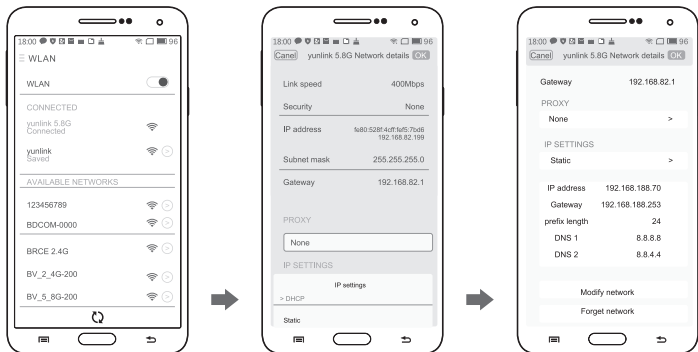 18:00 96
WLAN
WLAN
CONNECTED
yunlink 5.8G
Connected
yunlink
Saved
AVAILABLE NETWORKS
123456789
BDCOM-0000
BRCE 2.4G
BV_2_4G-200
BV_5_8G-200
18:00 96
Canel yunlink 5.8G Network details OK
Link speed 400Mbps
Security None
IP address fe80:528f:4cff:fef5:7bd6
192.168.82.199
Subnet mask 255.255.255.0
Gateway 192.168.82.1
PROXY
None
IP SETTINGS
IP settings
> DHCP
Static
18:00 96
Canel yunlink 5.8G Network details OK
Gateway 192.168.82.1
PROXY
None >
IP SETTINGS
Static >
IP address 192.168.188.70
Gateway 192.168.188.253
prefix length 24
DNS 1 8.8.8.8
DNS 2 8.8.4.4
Modify network
Forget network